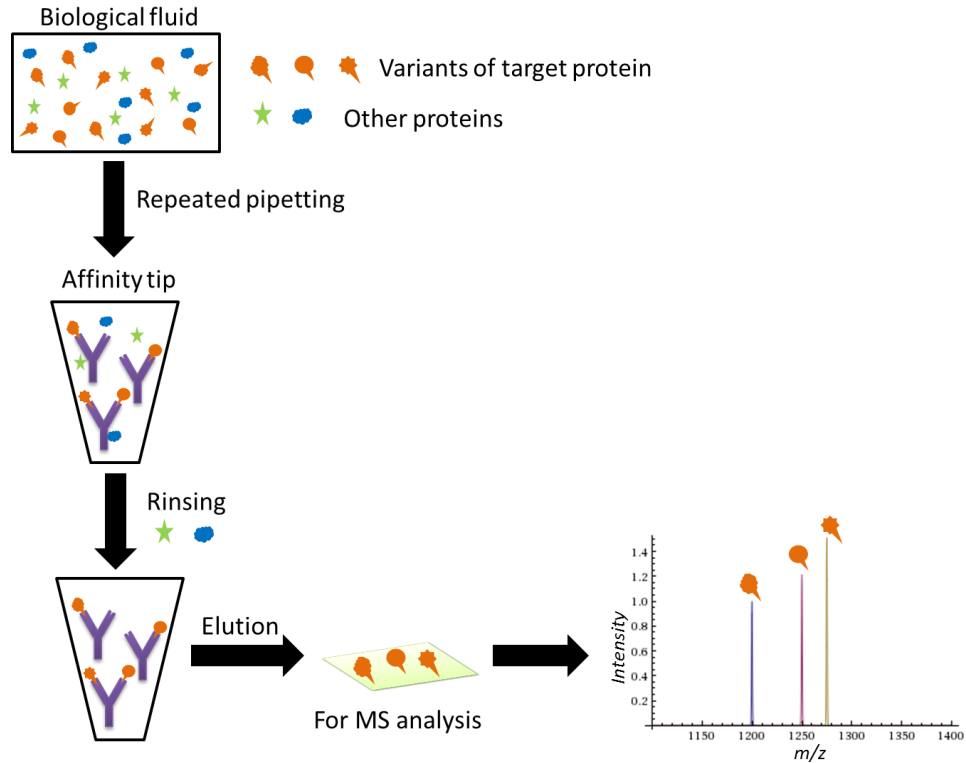 Biological fluid
Variants of target protein
Other proteins
Repeated pipetting
Affinity tip
Rinsing
Elution
For MS analysis
Intensity
1.4
1.2
1.0
0.8
0.6
0.4
0.2
1150 1200 1250 1300 1350 1400
m/z